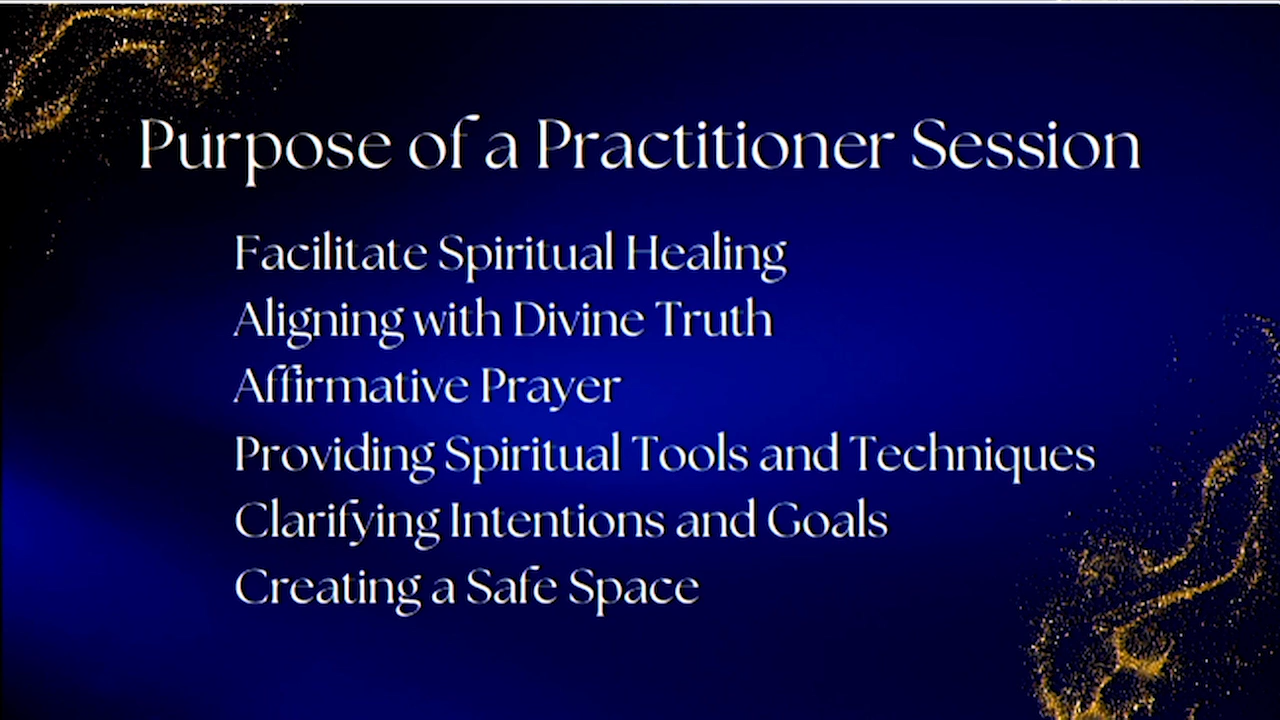 Purpose of a Practitioner Session
Facilitate Spiritual Healing
Aligning with Divine Truth
Affirmative Prayer
Providing Spiritual Tools and Techniques
Clarifying Intentions and Goals
Creating a Safe Space